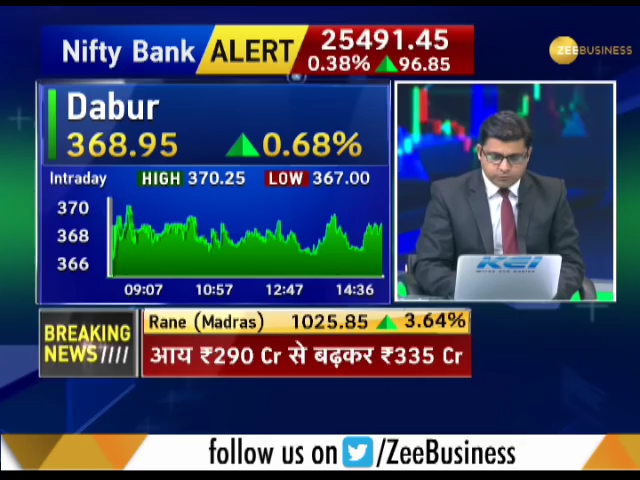 Nifty Bank ALERT 25491.45
0.38% ▲ 96.85
ZEEBUSINESS
Dabur
368.95 ▲ 0.68%
Intraday HIGH 370.25 LOW 367.00
370
368
366
09:07 10:57 12:47 14:36
KEI
BREAKING
NEWS ////
Rane (Madras) 1025.85 ▲ 3.64%
आय ₹290 Cr से बढ़कर ₹335 Cr
follow us on /ZeeBusiness